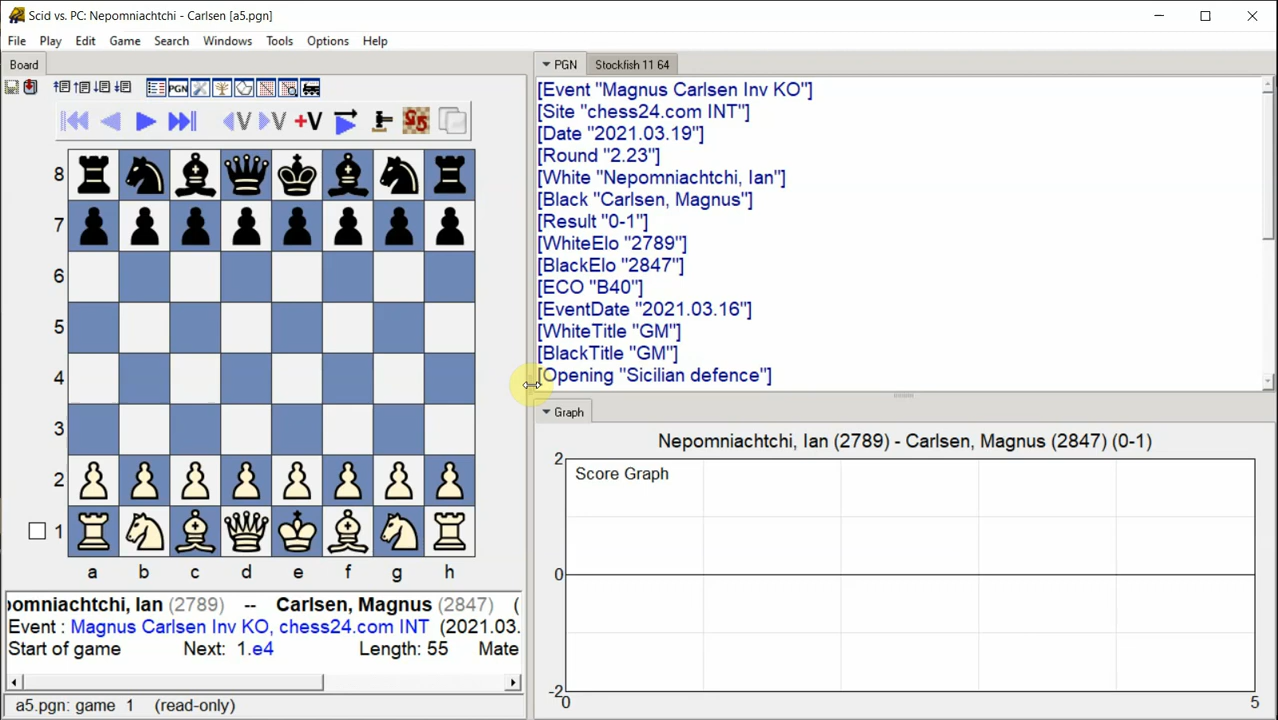 Scid vs. PC: Nepomniachtchi - Carlsen [a5.pgn]
File Play Edit Game Search Windows Tools Options Help
Board
PGN
V V +V
8
7
6
5
4
3
2
1
a b c d e f g h
omniachtchi, Ian (2789) -- Carlsen, Magnus (2847) (
Event : Magnus Carlsen Inv KO, chess24.com INT (2021.03.
Start of game Next: 1.e4 Length: 55 Mate
a5.pgn: game 1 (read-only)
PGN Stockfish 11 64
[Event "Magnus Carlsen Inv KO"]
[Site "chess24.com INT"]
[Date "2021.03.19"]
[Round "2.23"]
[White "Nepomniachtchi, Ian"]
[Black "Carlsen, Magnus"]
[Result "0-1"]
[WhiteElo "2789"]
[BlackElo "2847"]
[ECO "B40"]
[EventDate "2021.03.16"]
[WhiteTitle "GM"]
[BlackTitle "GM"]
[Opening "Sicilian defence"]
Graph
Nepomniachtchi, Ian (2789) - Carlsen, Magnus (2847) (0-1)
2
Score Graph
0
-2
0 5